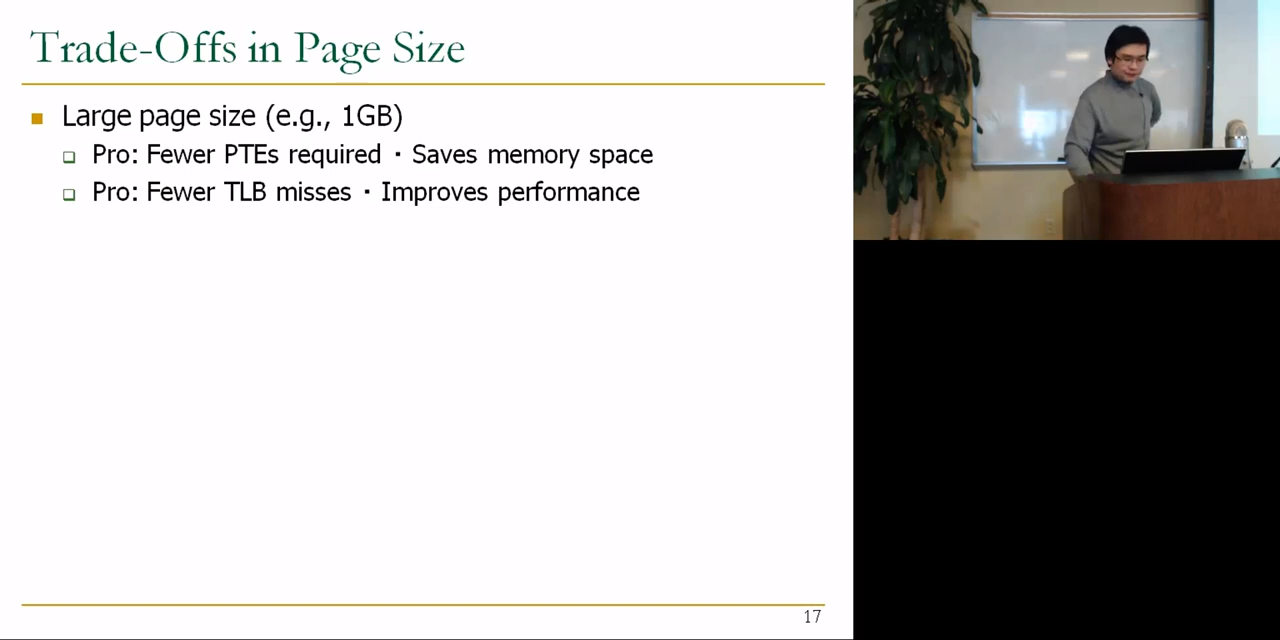 Trade-Offs in Page Size
Large page size (e.g., 1GB)
Pro: Fewer PTEs required · Saves memory space
Pro: Fewer TLB misses · Improves performance
17